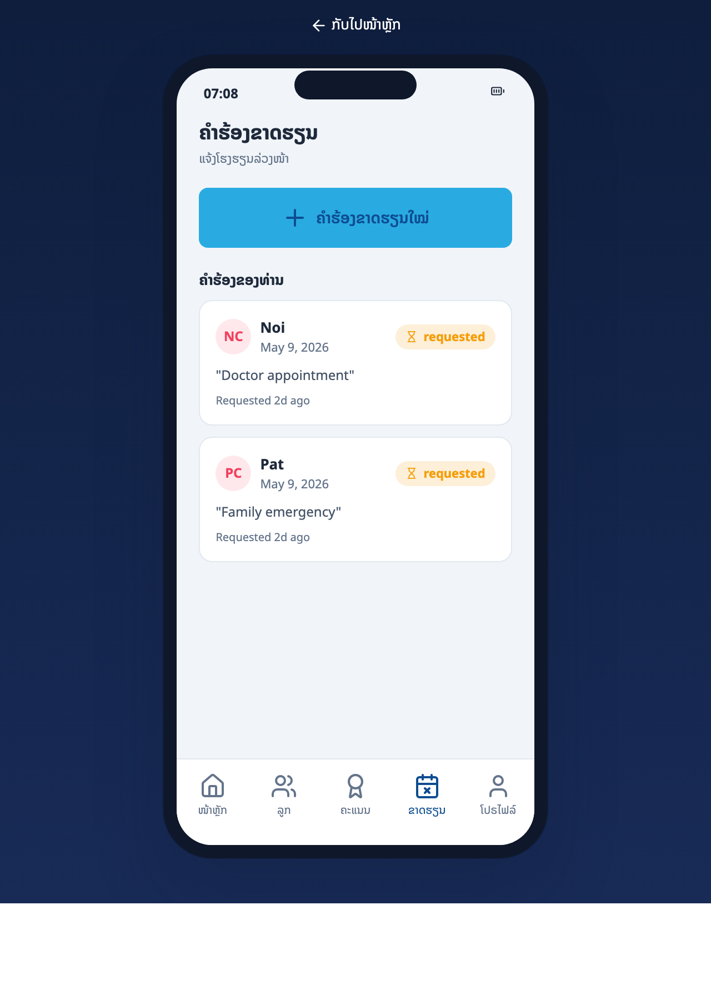 ກັບໄປໜ້າຫຼັກ
07:08
ຄຳຮ້ອງຂາດຮຽນ
ແຈ້ງໂຮງຮຽນລ່ວງໜ້າ
ຄຳຮ້ອງຂາດຮຽນໃໝ່
ຄຳຮ້ອງຂອງທ່ານ
NC
Noi
May 9, 2026
requested
"Doctor appointment"
Requested 2d ago
PC
Pat
May 9, 2026
requested
"Family emergency"
Requested 2d ago
ໜ້າຫຼັກ
ລູກ
ຄະແນນ
ຂາດຮຽນ
ໂປຣໄຟລ໌